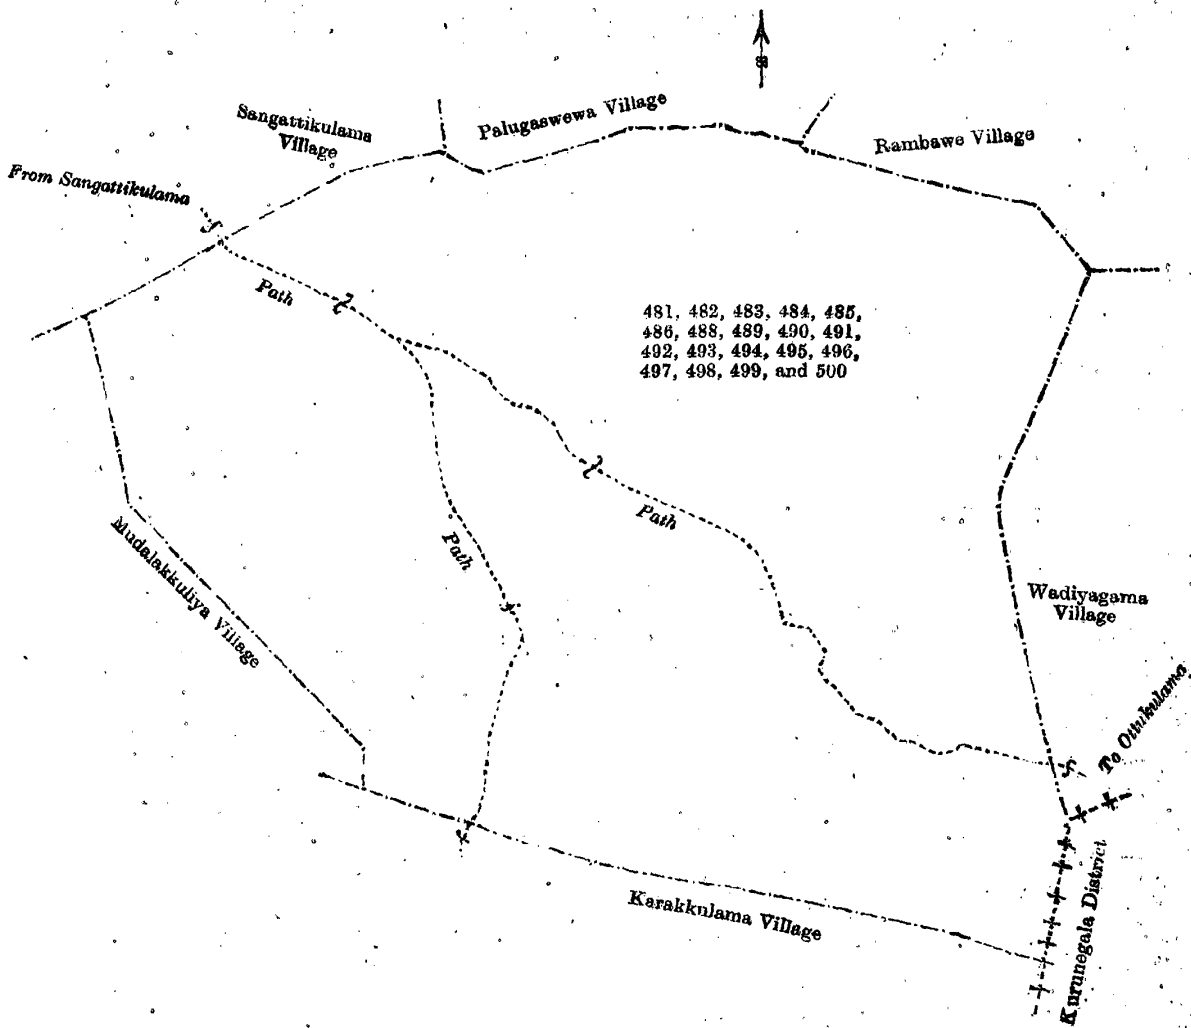 Sangattikulama
Village
Palugaswewa Village
Rambawe Village
From Sangattikulama
Path
481, 482, 483, 484, 485,
486, 488, 489, 490, 491,
492, 493, 494, 495, 496,
497, 498, 499, and 500
Path
Path
Mudalakkuliya Village
Wadiyagama
Village
To Ottukulama
Kurunegala District
Karakkulama Village